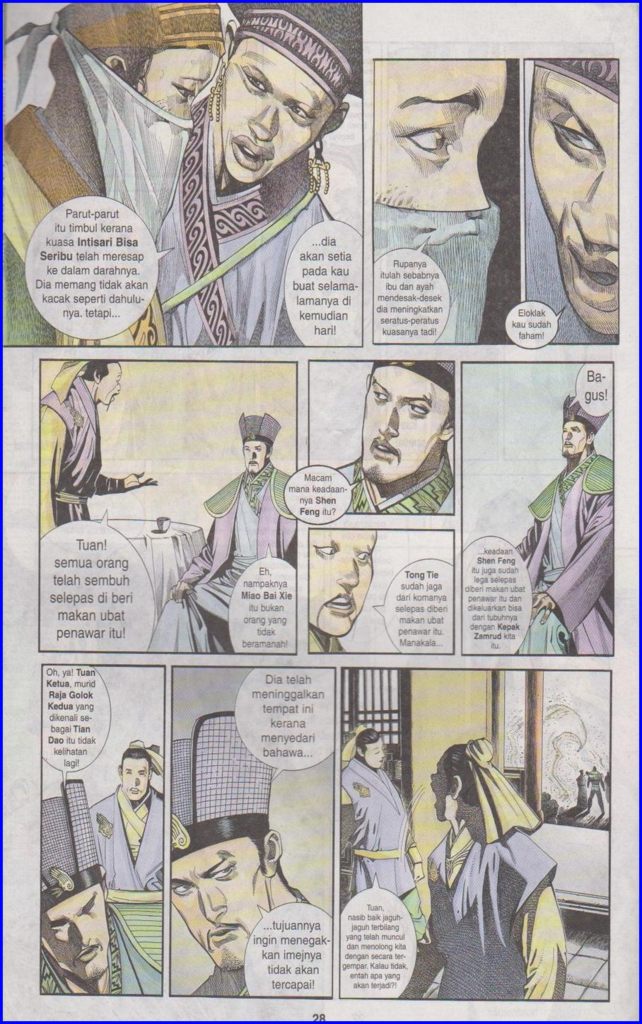 Parut-parut
itu timbul kerana
kuasa Intisari Bisa
Seribu telah meresap
ke dalam darahnya.
Dia memang tidak akan
kacak seperti dahulu-
nya. tetapi...
...dia
akan setia
pada kau
buat selama-
lamanya di
kemudian
hari!
Rupanya
itulah sebabnya
ibu dan ayah
mendesak-desek
dia meningkatkan
seratus-peratus
kuasanya tadi!
Eloklak
kau sudah
faham!
Tuan!
semua orang
telah sembuh
selepas di beri
makan ubat
penawar itu!
Eh,
nampaknya
Miao Bai Xie
itu bukan
orang yang
tidak
beramanah!
Macam
mana keadaan-
nya Shen
Feng itu?
Tong Tie
sudah jaga
dari komanya
selepas diberi
makan ubat
penawar itu.
Manakala...
...keadaan
Shen Feng
itu juga sudah
lega selepas
diberi makan ubat
penawar itu dan
dikeluarkan bisa
dari tubuhnya
dengan Kepak
Zamrud kita
itu.
Ba-
gus!
Oh, ya! Tuan
Ketua, murid
Raja Golok
Kedua yang
dikenali se-
bagai Tian
Dao itu tidak
kelihatan
lagi!
Dia telah
meninggalkan
tempat ini
kerana
menyedari
bahawa...
...tujuannya
ingin menegak-
kan imejnya
tidak akan
tercapai!
Tuan,
nasib baik jaguh-
jaguh terbilang
yang telah muncul
dan menolong kita
dengan secara ter-
gempar. Kalau tidak,
entah apa yang
akan terjadi?!
28